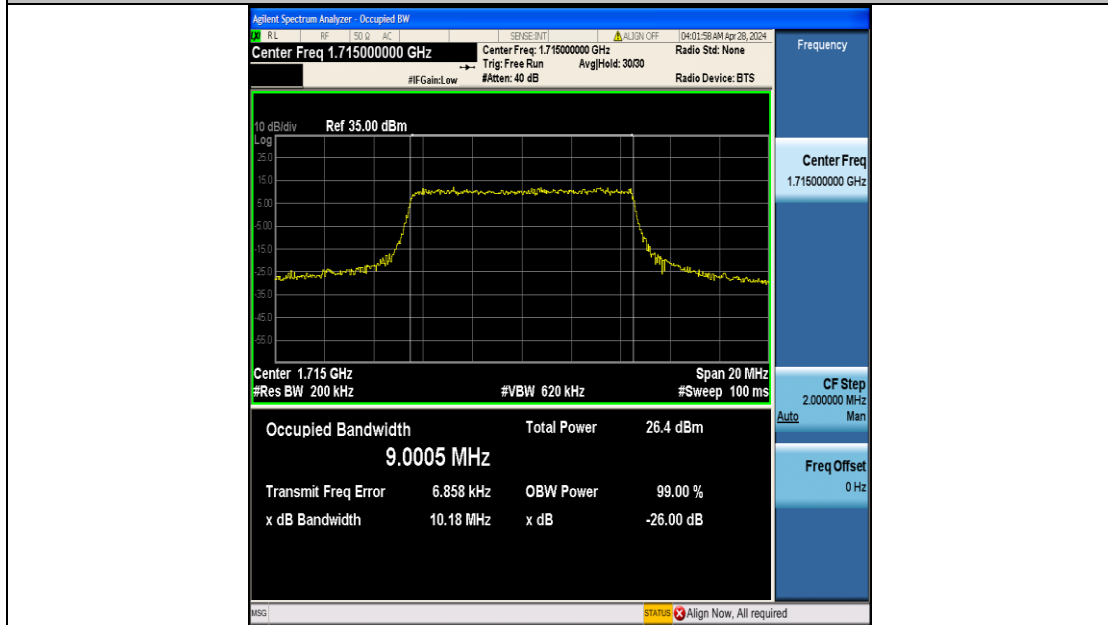 Agilent Spectrum Analyzer - Occupied BW
RL RF 50 Ω AC SENSE:INT ALIGN OFF 04:01:58 AM Apr 28, 2024
Center Freq 1.715000000 GHz
Center Freq: 1.715000000 GHz
Radio Std: None
Trig: Free Run Avg|Hold: 30/30
#IFGain:Low
#Atten: 40 dB
Radio Device: BTS
10 dB/div Ref 35.00 dBm
Log
25.0
15.0
5.00
-5.00
-15.0
-25.0
-35.0
-45.0
-55.0
Center 1.715 GHz
Span 20 MHz
#Res BW 200 kHz
#VBW 620 kHz
#Sweep 100 ms
Occupied Bandwidth
Total Power 26.4 dBm
9.0005 MHz
Transmit Freq Error 6.858 kHz OBW Power 99.00 %
x dB Bandwidth 10.18 MHz x dB -26.00 dB
MSG
STATUS Align Now, All required
Frequency
Center Freq
1.715000000 GHz
CF Step
2.000000 MHz
Auto Man
Freq Offset
0 Hz